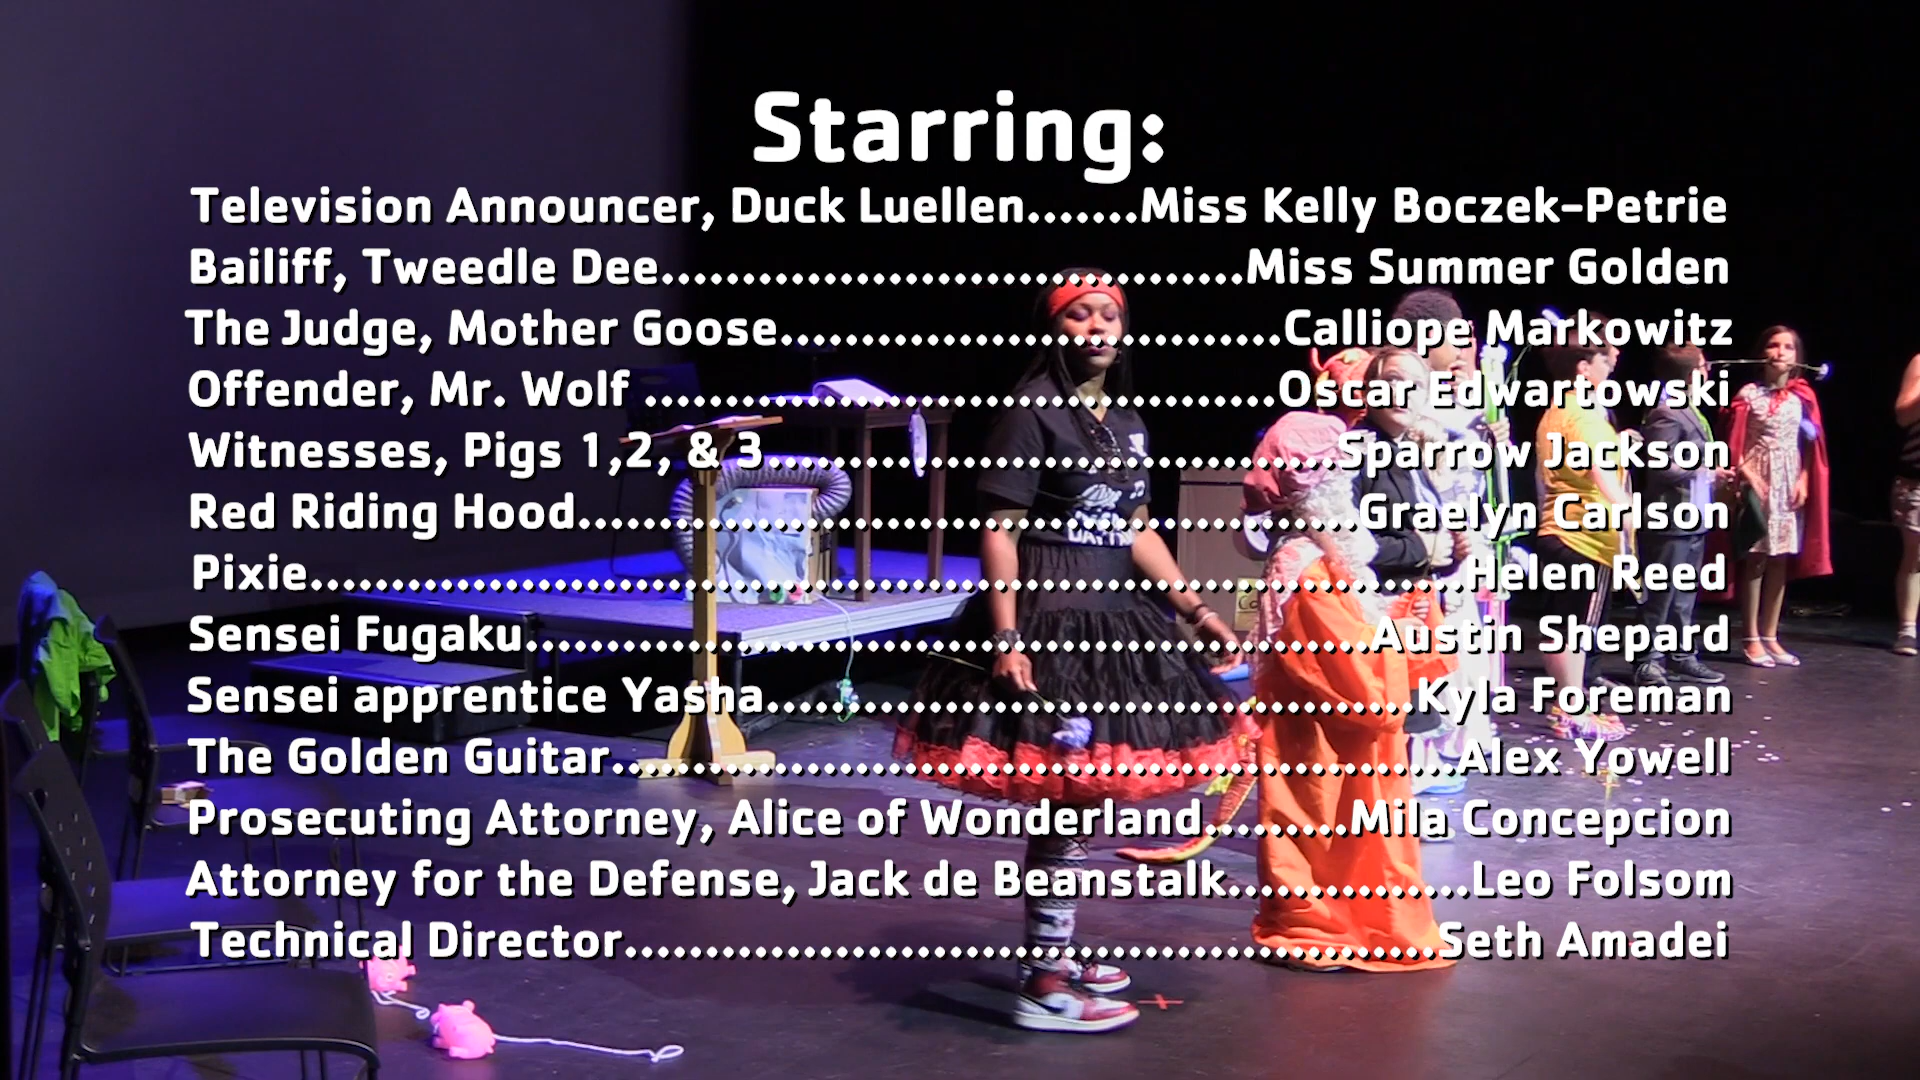 Starring:
Television Announcer, Duck Luellen.......Miss Kelly Boczek-Petrie
Bailiff, Tweedle Dee....................................Miss Summer Golden
The Judge, Mother Goose...............................Calliope Markowitz
Offender, Mr. Wolf .......................................Oscar Edwartowski
Witnesses, Pigs 1,2, & 3...................................Sparrow Jackson
Red Riding Hood................................................Graelyn Carlson
Pixie.......................................................................Helen Reed
Sensei Fugaku....................................................Austin Shepard
Sensei apprentice Yasha........................................Kyla Foreman
The Golden Guitar....................................................Alex Yowell
Prosecuting Attorney, Alice of Wonderland.........Mila Concepcion
Attorney for the Defense, Jack de Beanstalk...............Leo Folsom
Technical Director..................................................Seth Amadei